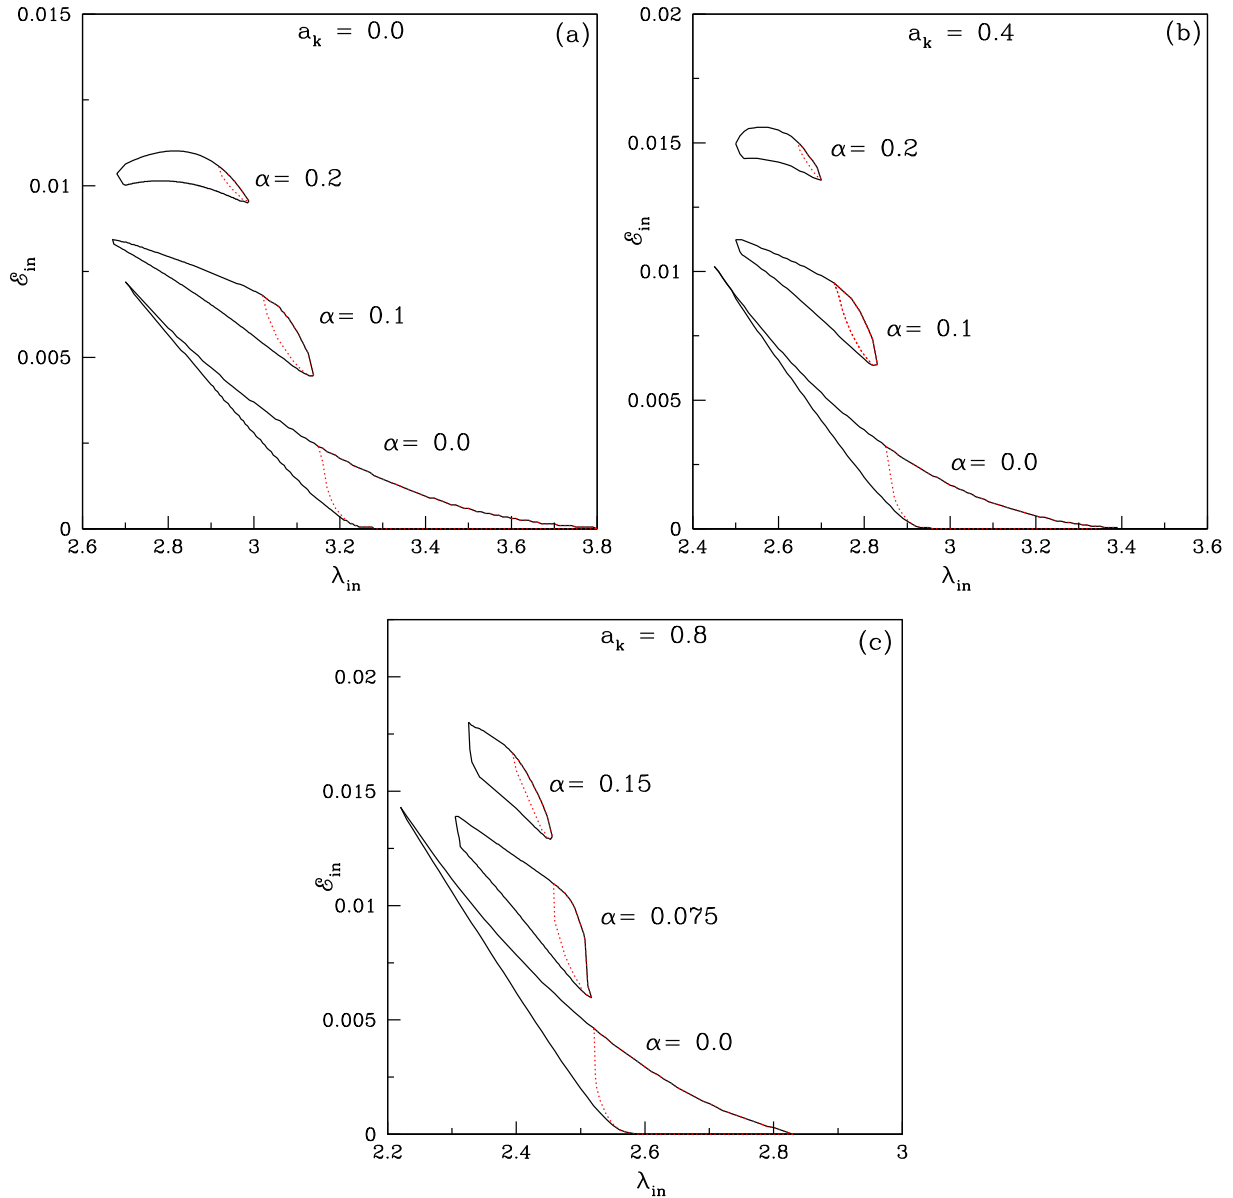 a_k = 0.0
(a)
0.015
0.01
0.005
0
ℰ_in
α= 0.2
α= 0.1
α= 0.0
2.6 2.8 3 3.2 3.4 3.6 3.8
λ_in
a_k = 0.4
(b)
0.02
0.015
0.01
0.005
0
ℰ_in
α= 0.2
α= 0.1
α= 0.0
2.4 2.6 2.8 3 3.2 3.4 3.6
λ_in
a_k = 0.8
(c)
0.02
0.015
0.01
0.005
0
ℰ_in
α= 0.15
α= 0.075
α= 0.0
2.2 2.4 2.6 2.8 3
λ_in